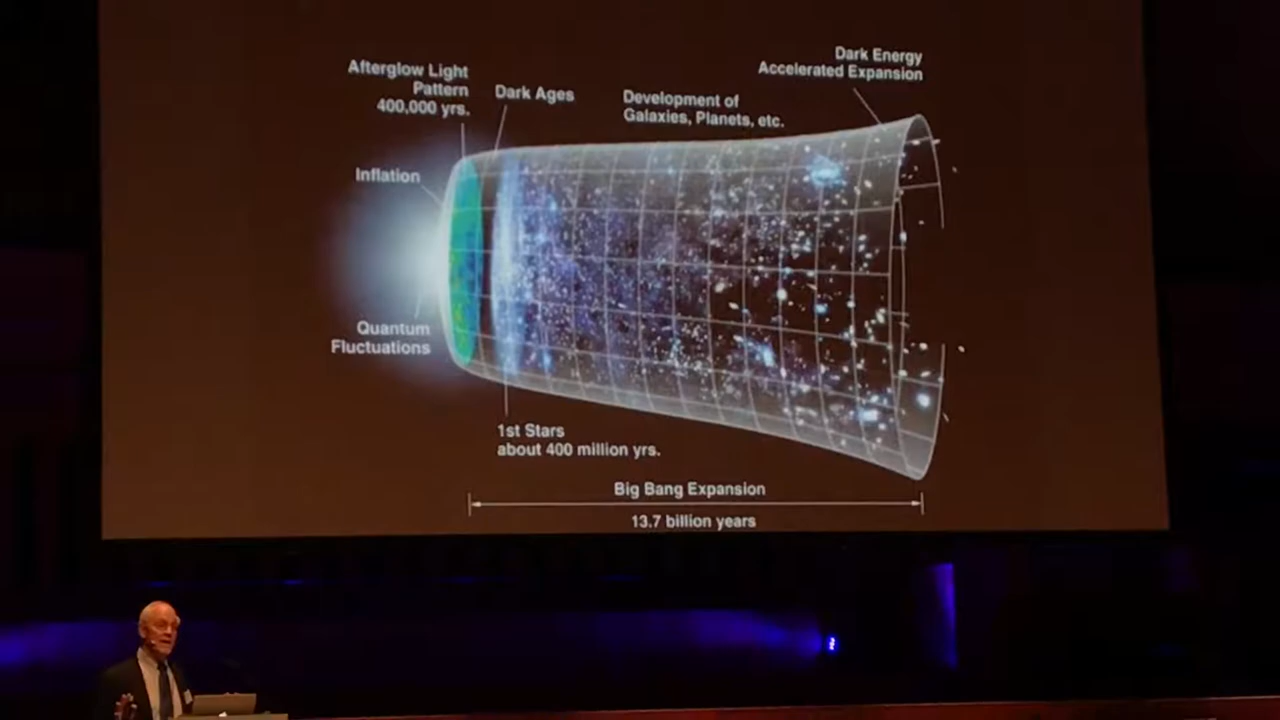 Afterglow Light
Pattern
400,000 yrs.
Dark Ages
Development of
Galaxies, Planets, etc.
Dark Energy
Accelerated Expansion
Inflation
Quantum
Fluctuations
1st Stars
about 400 million yrs.
Big Bang Expansion
13.7 billion years